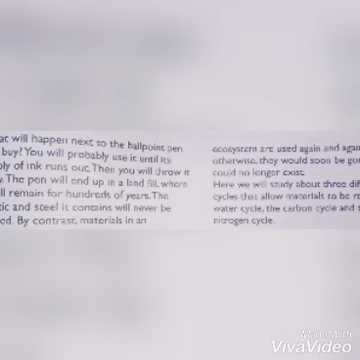 at will happen next to the ballpoint pen
buy? You will probably use it until its
ly of ink runs out. Then you will throw it
. The pen will end up in a land fill, where
ll remain for hundreds of years. The
tic and steel it contains will never be
ed. By contrast, materials in an
ecosystem are used again and agai
otherwise, they would soon be go
could no longer exist.
Here we will study about three dif
cycles that allow materials to be re
water cycle, the carbon cycle and
nitrogen cycle.
Made With
VivaVideo